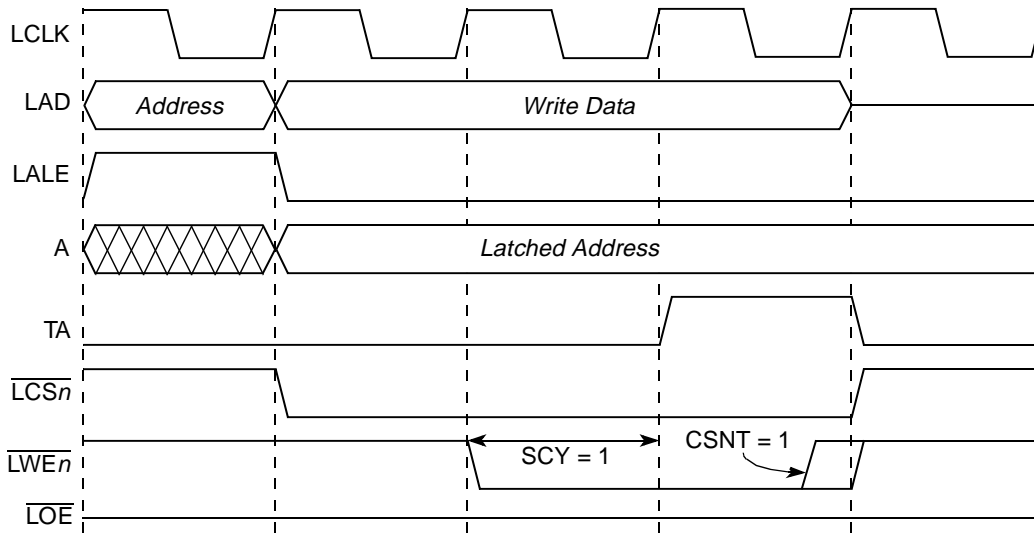 LCLK
LAD Address Write Data
LALE
A Latched Address
TA
LCSn
LWEn SCY = 1 CSNT = 1
LOE